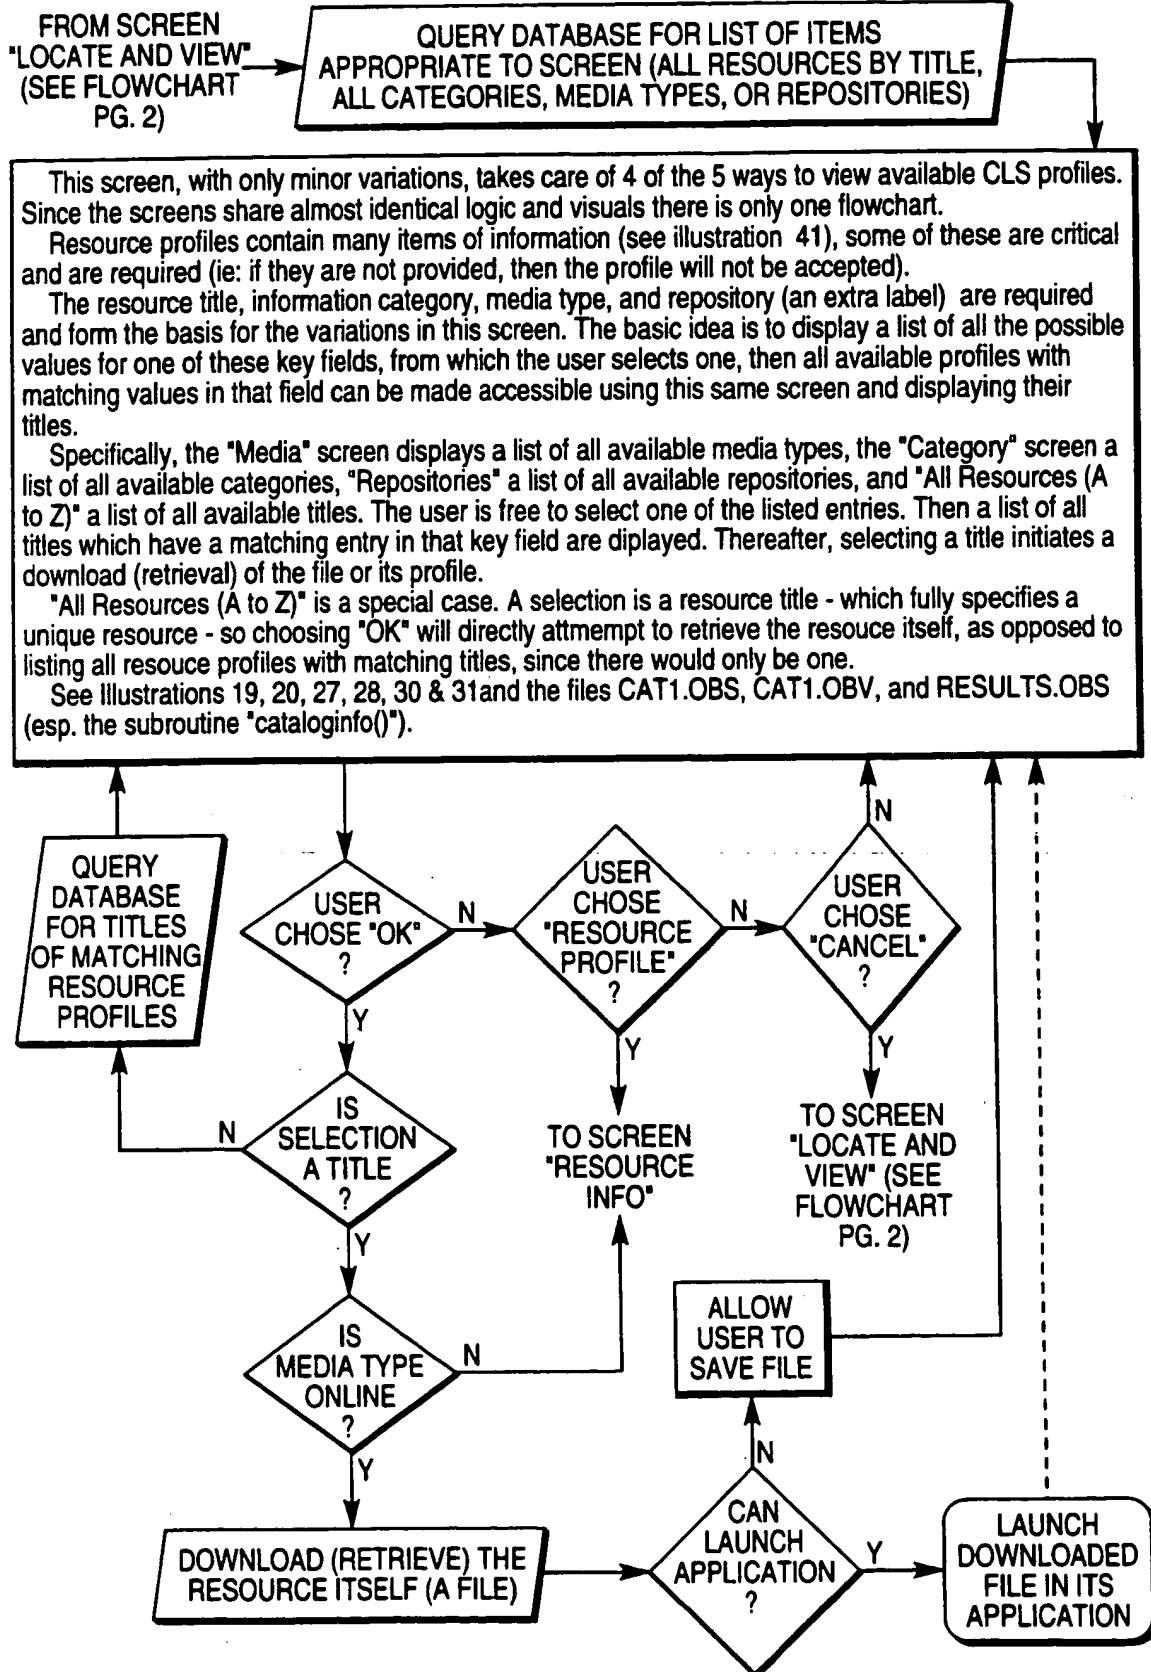 FROM SCREEN
"LOCATE AND VIEW"
(SEE FLOWCHART
PG. 2)
QUERY DATABASE FOR LIST OF ITEMS
APPROPRIATE TO SCREEN (ALL RESOURCES BY TITLE,
ALL CATEGORIES, MEDIA TYPES, OR REPOSITORIES)
This screen, with only minor variations, takes care of 4 of the 5 ways to view available CLS profiles.
Since the screens share almost identical logic and visuals there is only one flowchart.
Resource profiles contain many items of information (see illustration 41), some of these are critical
and are required (ie: if they are not provided, then the profile will not be accepted).
The resource title, information category, media type, and repository (an extra label) are required
and form the basis for the variations in this screen. The basic idea is to display a list of all the possible
values for one of these key fields, from which the user selects one, then all available profiles with
matching values in that field can be made accessible using this same screen and displaying their
titles.
Specifically, the "Media" screen displays a list of all available media types, the "Category" screen a
list of all available categories, "Repositories" a list of all available repositories, and "All Resources (A
to Z)" a list of all available titles. The user is free to select one of the listed entries. Then a list of all
titles which have a matching entry in that key field are diplayed. Thereafter, selecting a title initiates a
download (retrieval) of the file or its profile.
"All Resources (A to Z)" is a special case. A selection is a resource title - which fully specifies a
unique resource - so choosing "OK" will directly attmempt to retrieve the resouce itself, as opposed to
listing all resouce profiles with matching titles, since there would only be one.
See Illustrations 19, 20, 27, 28, 30 & 31and the files CAT1.OBS, CAT1.OBV, and RESULTS.OBS
(esp. the subroutine "cataloginfo()").
QUERY
DATABASE
FOR TITLES
OF MATCHING
RESOURCE
PROFILES
USER
CHOSE "OK"
?
N
Y
USER
CHOSE
"RESOURCE
PROFILE"
?
N
Y
USER
CHOSE
"CANCEL"
?
N
Y
IS
SELECTION
A TITLE
?
N
Y
TO SCREEN
"RESOURCE
INFO"
TO SCREEN
"LOCATE AND
VIEW" (SEE
FLOWCHART
PG. 2)
IS
MEDIA TYPE
ONLINE
?
N
Y
ALLOW
USER TO
SAVE FILE
N
DOWNLOAD (RETRIEVE) THE
RESOURCE ITSELF (A FILE)
CAN
LAUNCH
APPLICATION
?
Y
LAUNCH
DOWNLOADED
FILE IN ITS
APPLICATION